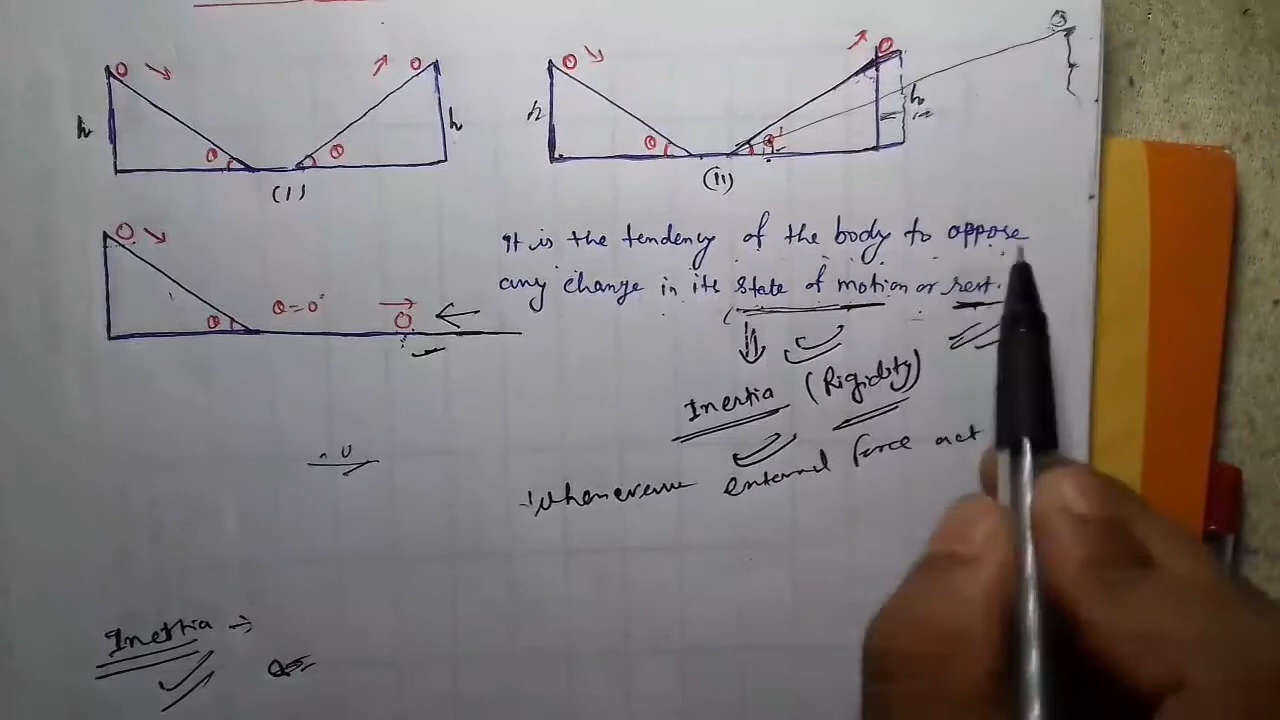 h
θ
θ
h
(I)
h
θ
h
(II)
It is the tendency of the body to oppose
any change in its state of motion or rest.
θ
θ=0°
Inertia (Rigidity)
external force act
Inertia ⇒